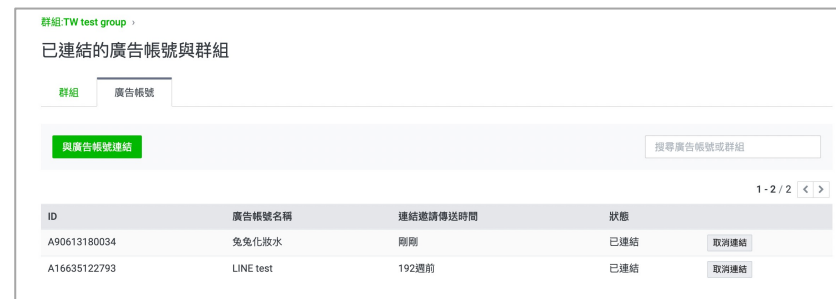 群組:TW test group ›
已連結的廣告帳號與群組
群組 廣告帳號
與廣告帳號連結 搜尋廣告帳號或群組
1 - 2 / 2 < >
ID 廣告帳號名稱 連結邀請傳送時間 狀態
A90613180034 兔兔化妝水 剛剛 已連結 取消連結
A16635122793 LINE test 192週前 已連結 取消連結